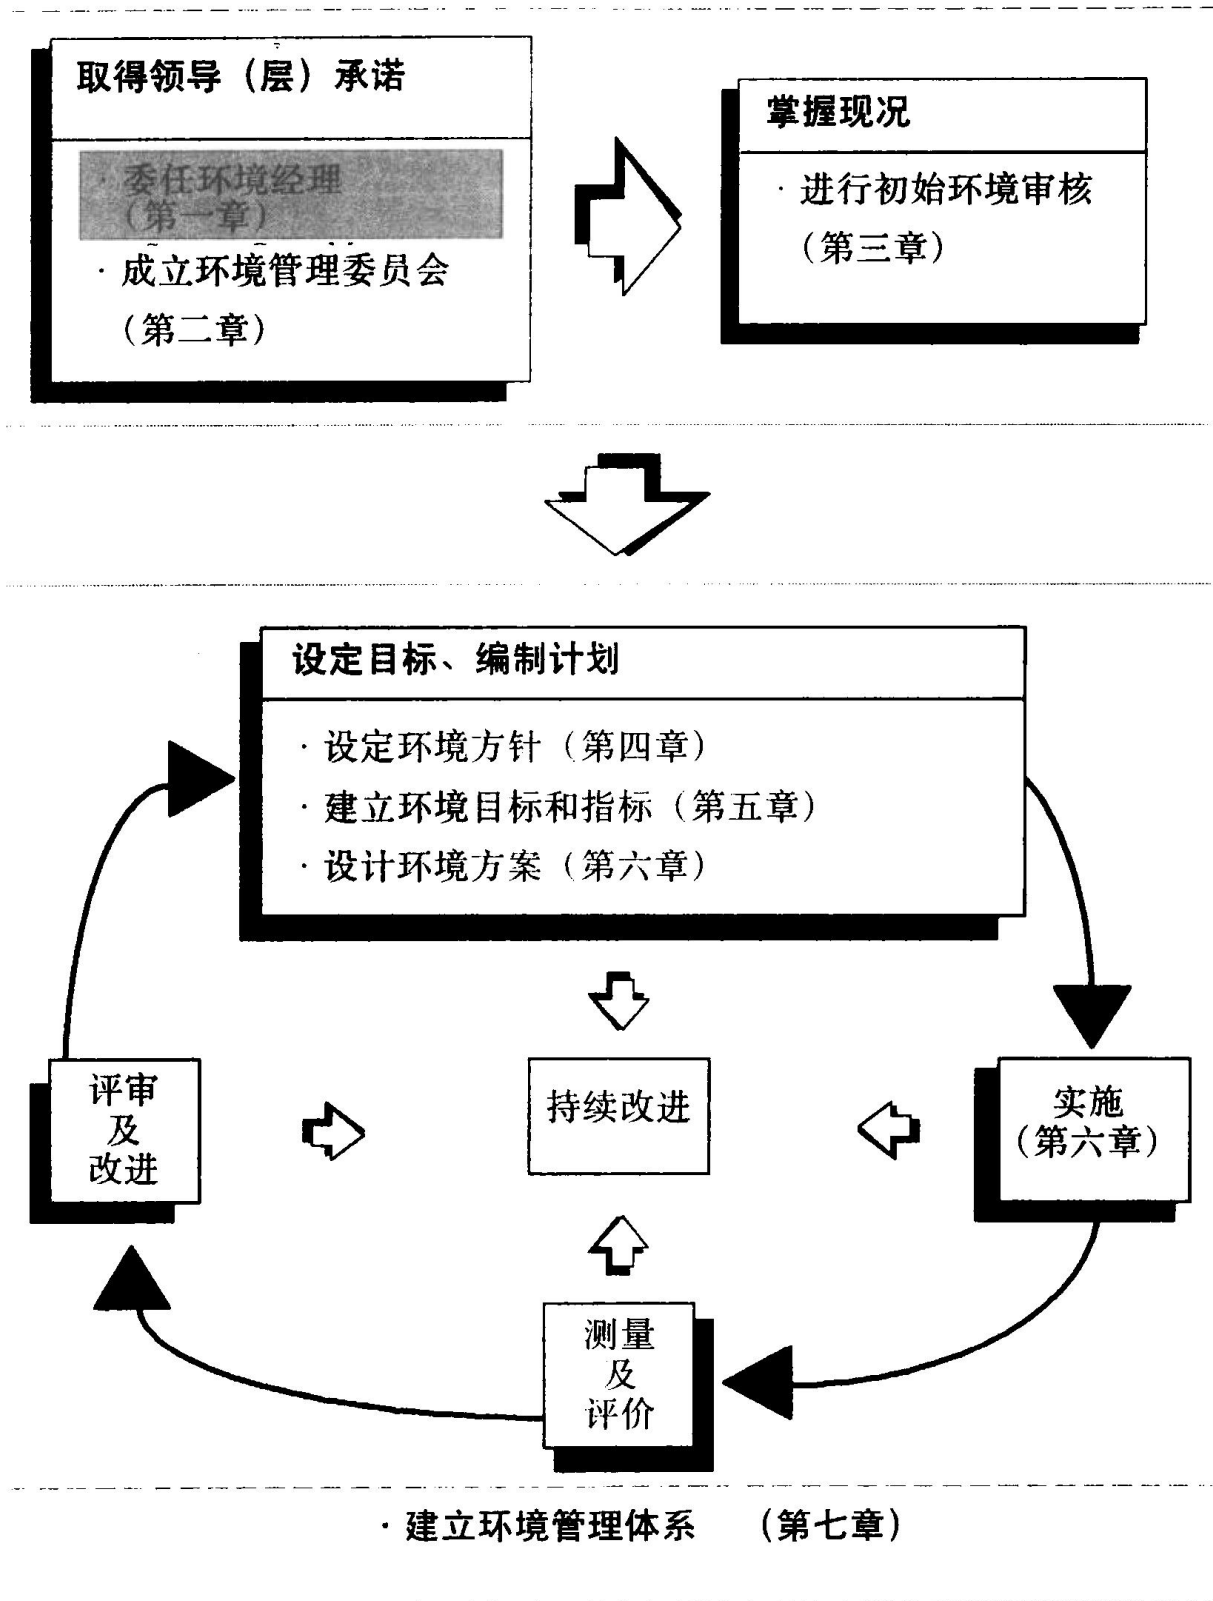 取得领导（层）承诺
· 委任环境经理
（第一章）
· 成立环境管理委员会
（第二章）
掌握现况
· 进行初始环境审核
（第三章）
设定目标、编制计划
· 设定环境方针（第四章）
· 建立环境目标和指标（第五章）
· 设计环境方案（第六章）
评审
及
改进
持续改进
实施
（第六章）
测量
及
评价
· 建立环境管理体系 （第七章）